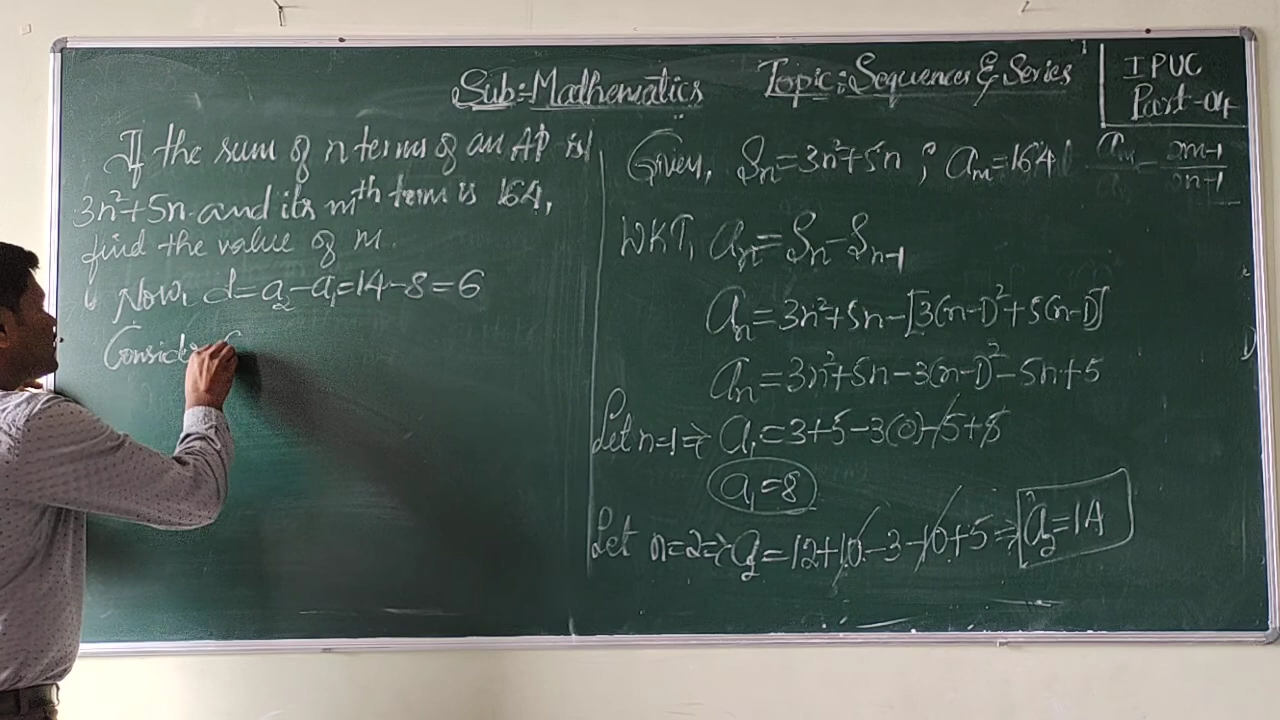 Sub:- Mathematics
Topic:- Sequences & Series
I PUC
Part-04
If the sum of n terms of an AP is
3n²+5n and its mᵗʰ term is 164,
find the value of m.
Now, d=a₂-a₁=14-8=6
Consider
Given, Sₙ=3n²+5n ; aₘ=164
WKT, aₙ=Sₙ-Sₙ₋₁
aₙ=3n²+5n-[3(n-1)²+5(n-1)]
aₙ=3n²+5n-3(n-1)²-5n+5
Let n=1⇒ a₁=3+5-3(0)-5+5
a₁=8
Let n=2⇒ a₂=12+10-3-10+5⇒ a₂=14